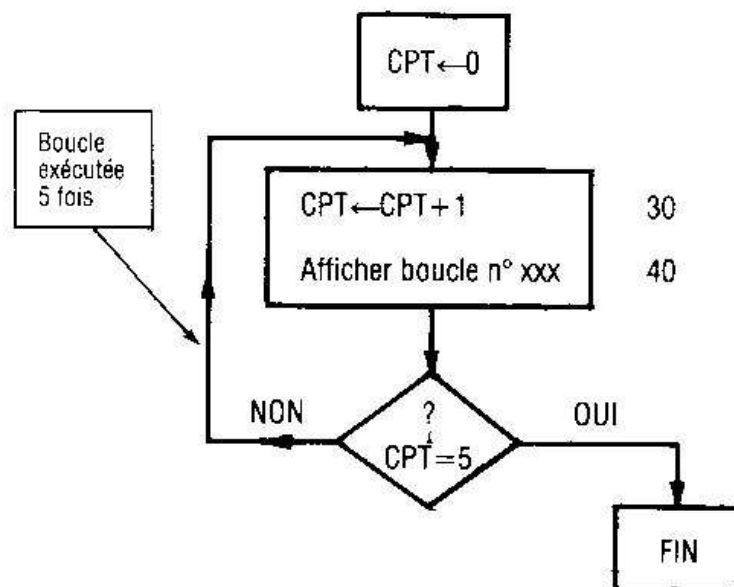 CPT←0
Boucle
exécutée
5 fois
CPT←CPT+1 30
Afficher boucle n° xxx 40
NON
?
CPT=5
OUI
FIN